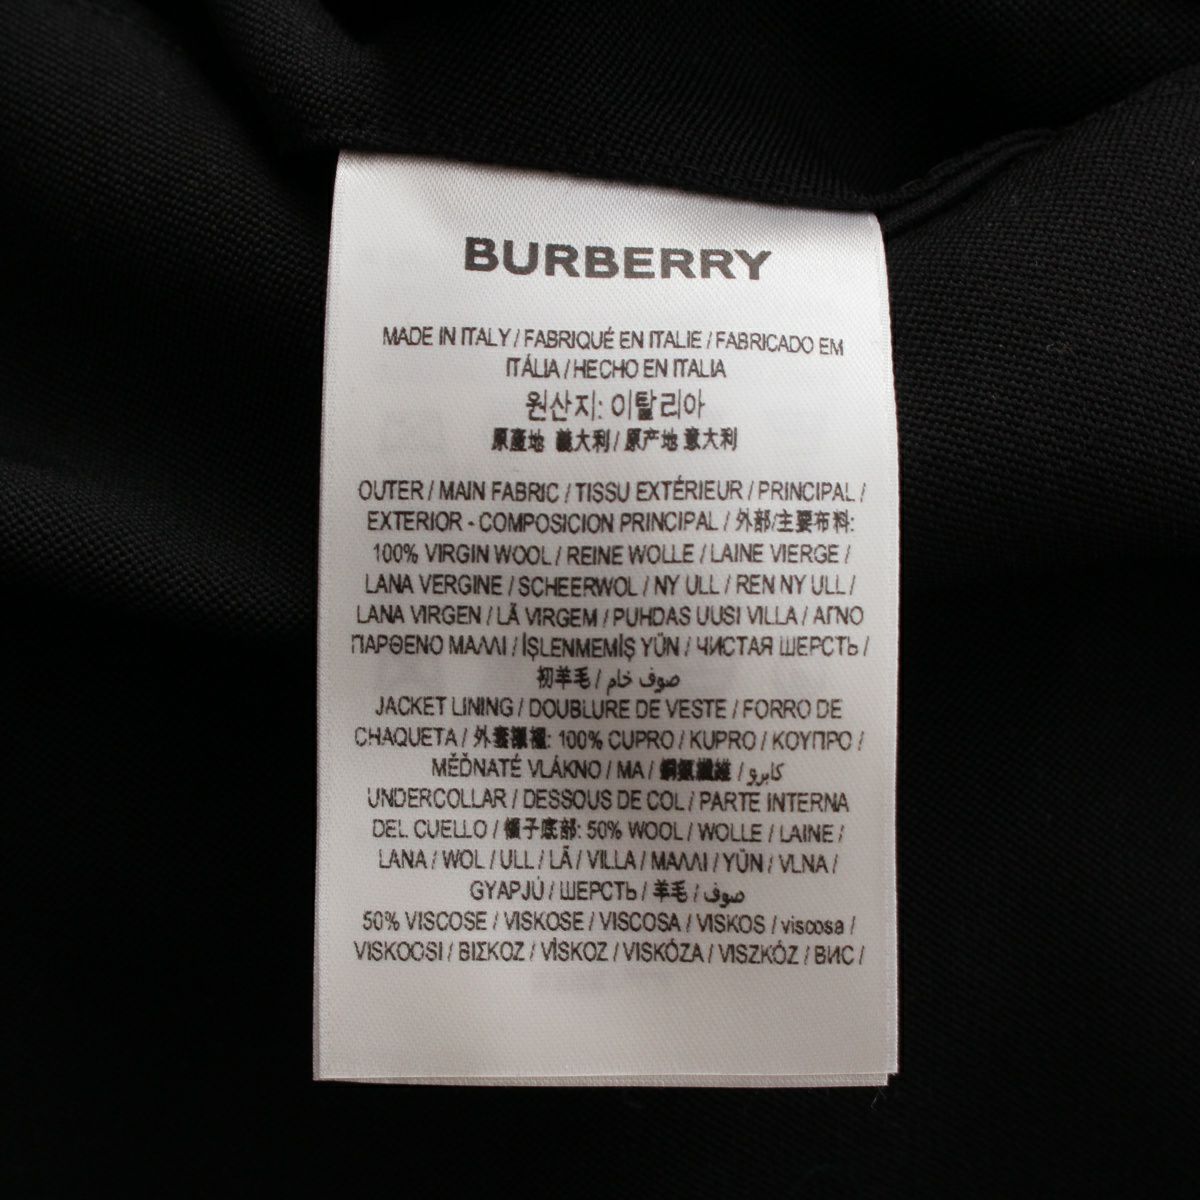 BURBERRY
MADE IN ITALY / FABRIQUÉ EN ITALIE / FABRICADO EM
ITÁLIA / HECHO EN ITALIA
원산지: 이탈리아
原產地 義大利 / 原产地 意大利
OUTER / MAIN FABRIC / TISSU EXTÉRIEUR / PRINCIPAL /
EXTERIOR - COMPOSICION PRINCIPAL / 外部/主要布料:
100% VIRGIN WOOL / REINE WOLLE / LAINE VIERGE /
LANA VERGINE / SCHEERWOL / NY ULL / REN NY ULL /
LANA VIRGEN / LÃ VIRGEM / PUHDAS UUSI VILLA / ΑΓΝΟ
ΠΑΡΘΕΝΟ ΜΑΛΛΙ / İŞLENMEMİŞ YÜN / ЧИСТАЯ ШЕРСТЬ /
初羊毛 / صوف خام
JACKET LINING / DOUBLURE DE VESTE / FORRO DE
CHAQUETA / 外套襯裡: 100% CUPRO / KUPRO / ΚΟΥΠΡΟ /
MĚĎNATÉ VLÁKNO / MA / 銅氨纖維 / كابرو
UNDERCOLLAR / DESSOUS DE COL / PARTE INTERNA
DEL CUELLO / 領子底部: 50% WOOL / WOLLE / LAINE /
LANA / WOL / ULL / LÃ / VILLA / ΜΑΛΛΙ / YÜN / VLNA /
GYAPJÚ / ШЕРСТЬ / 羊毛 / صوف
50% VISCOSE / VISKOSE / VISCOSA / VISKOS / viscosa /
VISKOOSI / ΒΙΣΚΟΖ / VİSKOZ / VISKÓZA / VISZKÓZ / ВИС /